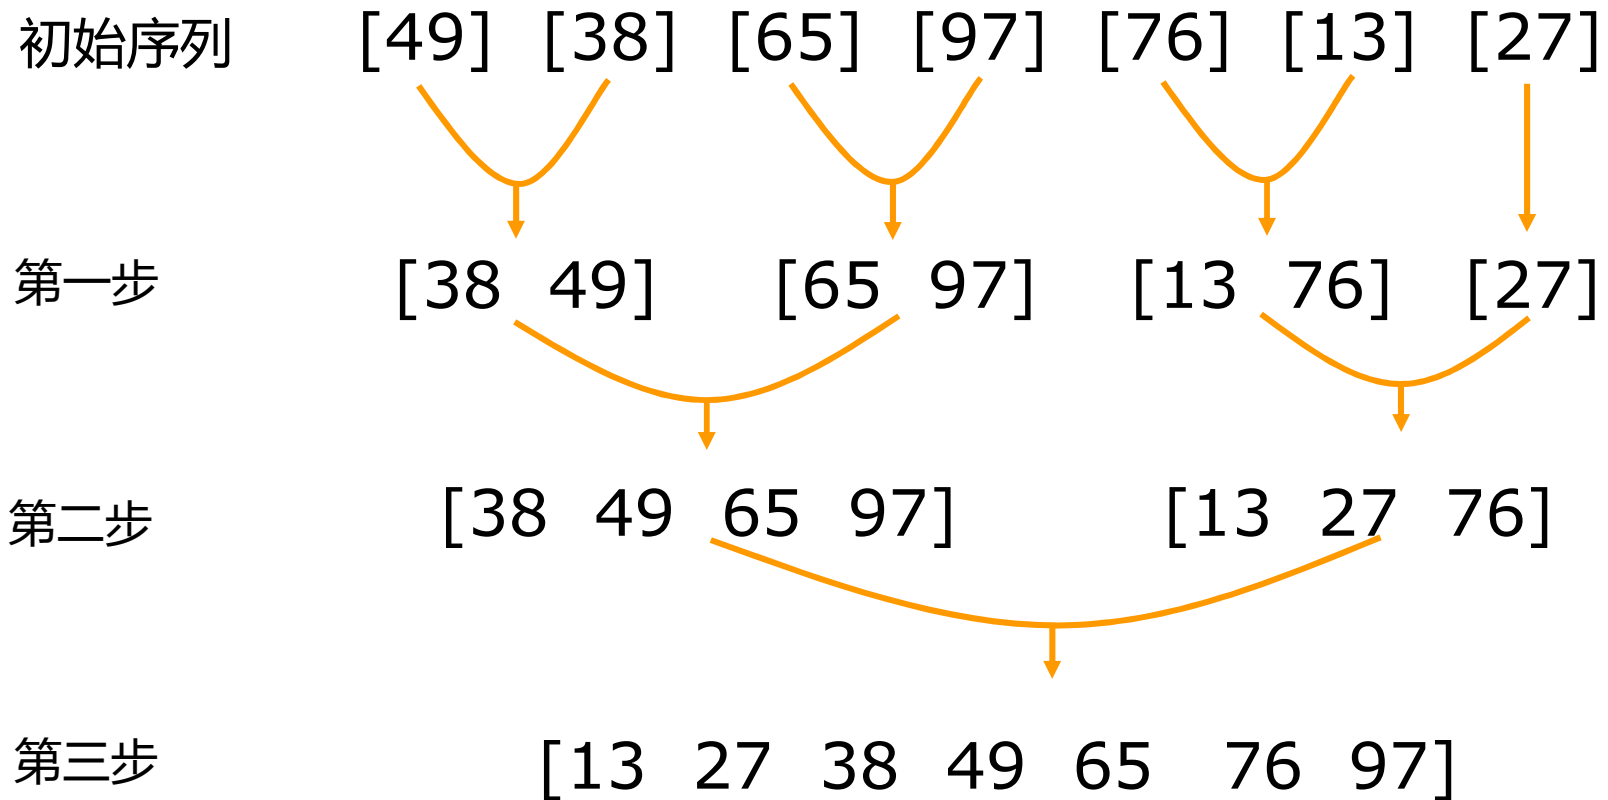 初始序列 [49] [38] [65] [97] [76] [13] [27]
第一步 [38 49] [65 97] [13 76] [27]
第二步 [38 49 65 97] [13 27 76]
第三步 [13 27 38 49 65 76 97]